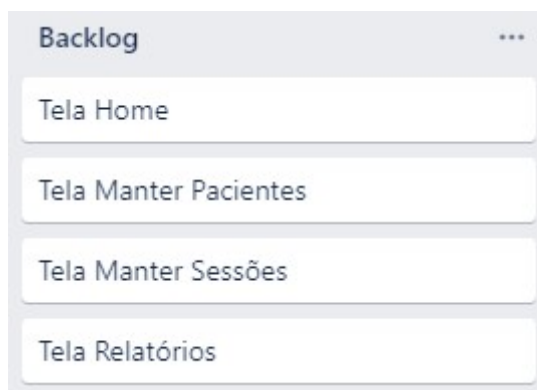 Backlog
Tela Home
Tela Manter Pacientes
Tela Manter Sessões
Tela Relatórios